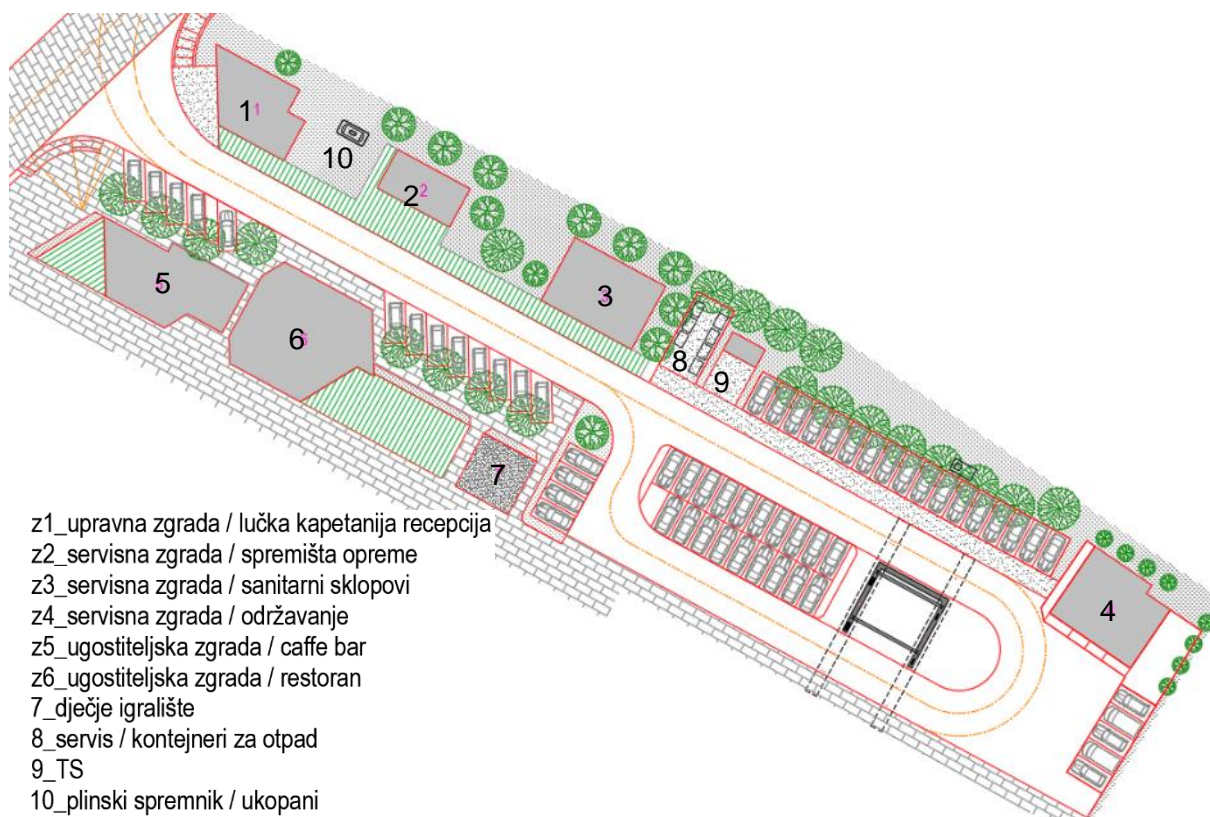 1
1
10
2
2
3
5
6
8
9
7
4
z1_upravna zgrada / lučka kapetanija recepcija
z2_servisna zgrada / spremišta opreme
z3_servisna zgrada / sanitarni sklopovi
z4_servisna zgrada / održavanje
z5_ugostiteljska zgrada / caffe bar
z6_ugostiteljska zgrada / restoran
7_dječje igralište
8_servis / kontejneri za otpad
9_TS
10_plinski spremnik / ukopani